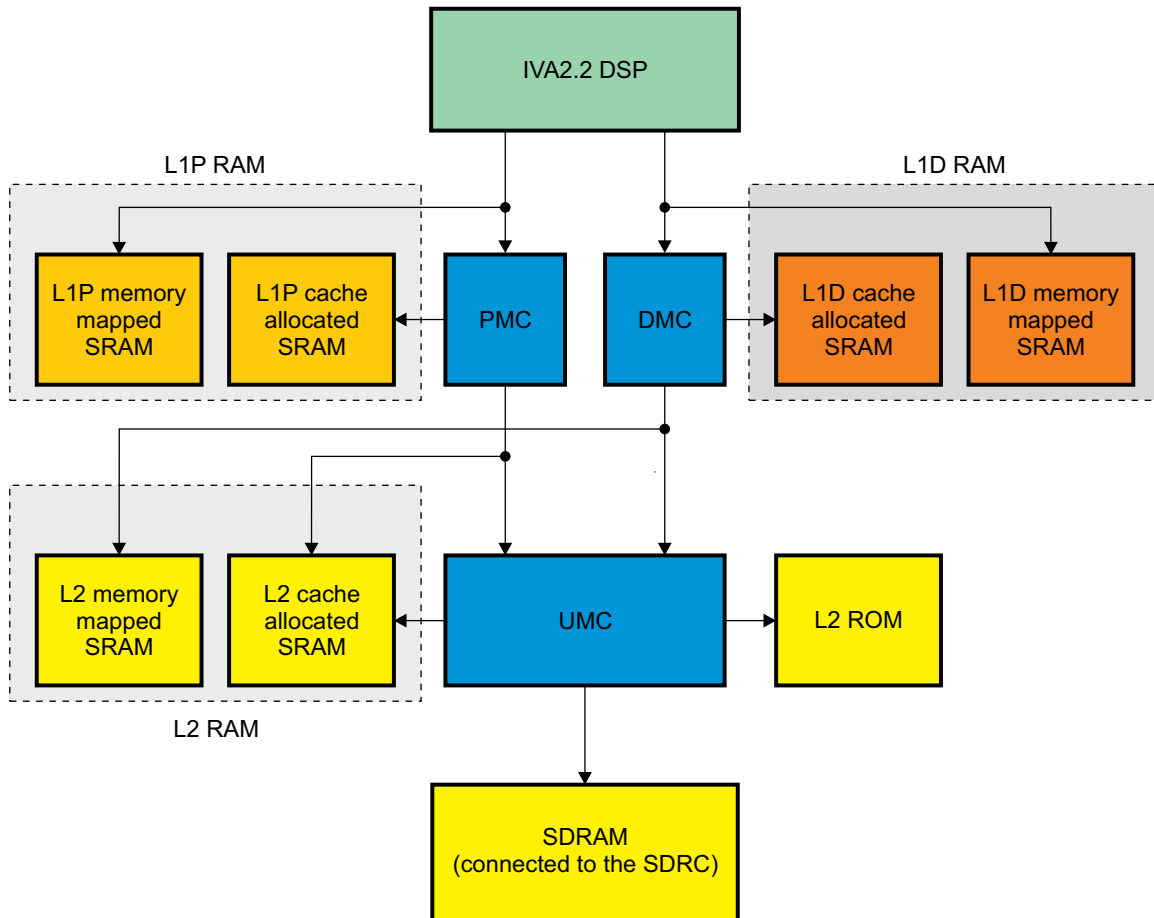 IVA2.2 DSP
L1P RAM
L1D RAM
L1P memory
mapped
SRAM
L1P cache
allocated
SRAM
PMC
DMC
L1D cache
allocated
SRAM
L1D memory
mapped
SRAM
L2 memory
mapped
SRAM
L2 cache
allocated
SRAM
UMC
L2 ROM
L2 RAM
SDRAM
(connected to the SDRC)